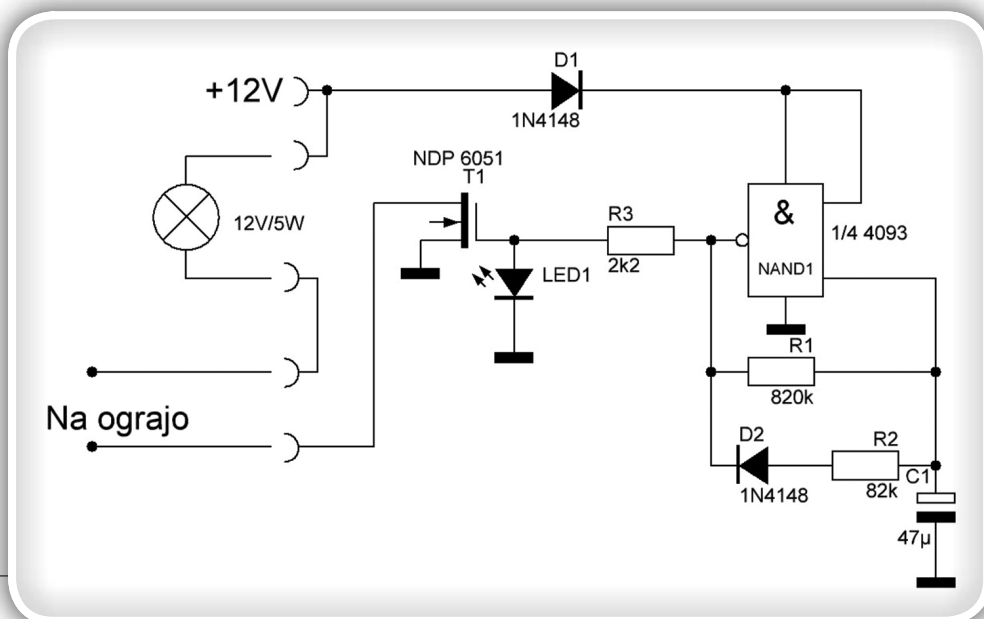 D1
+12V
1N4148
NDP 6051
T1
12V/5W
R3
2k2
&
1/4 4093
NAND1
LED1
R1
820k
Na ograjo
D2
1N4148
R2
82k
C1
47µ